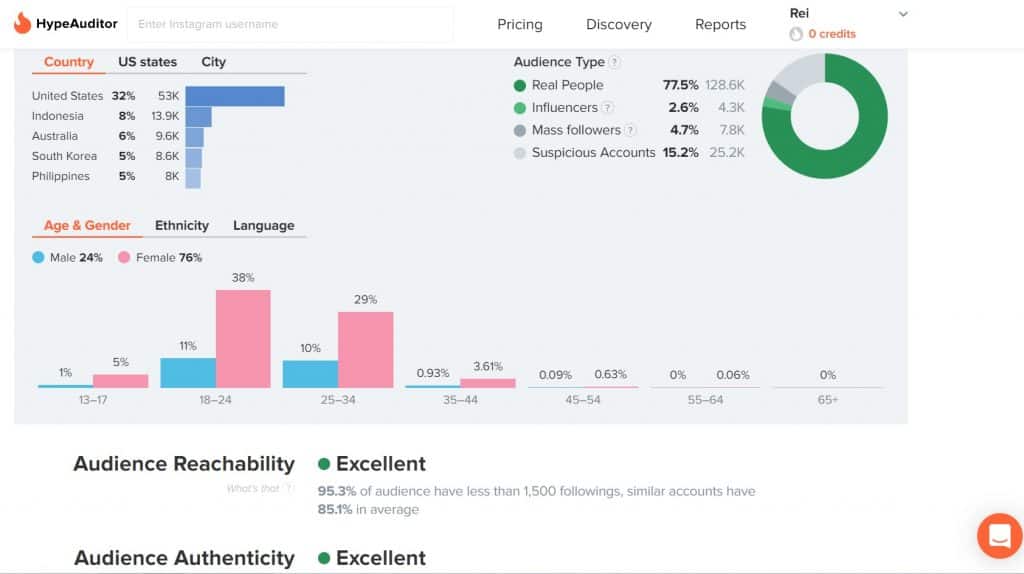 HypeAuditor
Enter Instagram username
Pricing
Discovery
Reports
Rei
0 credits
Country US states City
United States 32% 53K
Indonesia 8% 13.9K
Australia 6% 9.6K
South Korea 5% 8.6K
Philippines 5% 8K
Audience Type ?
Real People 77.5% 128.6K
Influencers ? 2.6% 4.3K
Mass followers ? 4.7% 7.8K
Suspicious Accounts 15.2% 25.2K
Age & Gender Ethnicity Language
Male 24% Female 76%
1% 5% 11% 38% 10% 29% 0.93% 3.61% 0.09% 0.63% 0% 0.06% 0%
13–17 18–24 25–34 35–44 45–54 55–64 65+
Audience Reachability
What's that ?
Excellent
95.3% of audience have less than 1,500 followings, similar accounts have
85.1% in average
Audience Authenticity
Excellent